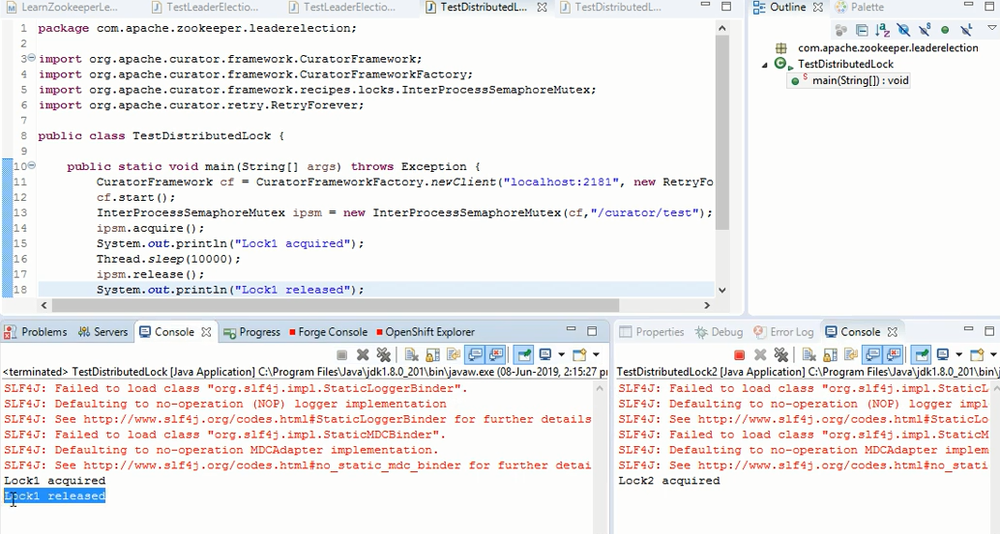 LearnZookeeperLe...
TestLeaderElectio...
TestLeaderElectio...
TestDistributedL...
TestDistributedL...
Outline
Palette
1 package com.apache.zookeeper.leaderelection;
2
3 import org.apache.curator.framework.CuratorFramework;
4 import org.apache.curator.framework.CuratorFrameworkFactory;
5 import org.apache.curator.framework.recipes.locks.InterProcessSemaphoreMutex;
6 import org.apache.curator.retry.RetryForever;
7
8 public class TestDistributedLock {
9
10 public static void main(String[] args) throws Exception {
11 CuratorFramework cf = CuratorFrameworkFactory.newClient("localhost:2181", new RetryFo
12 cf.start();
13 InterProcessSemaphoreMutex ipsm = new InterProcessSemaphoreMutex(cf,"/curator/test");
14 ipsm.acquire();
15 System.out.println("Lock1 acquired");
16 Thread.sleep(10000);
17 ipsm.release();
18 System.out.println("Lock1 released");
com.apache.zookeeper.leaderelection
TestDistributedLock
main(String[]) : void
Problems Servers Console Progress Forge Console OpenShift Explorer
<terminated> TestDistributedLock [Java Application] C:\Program Files\Java\jdk1.8.0_201\bin\javaw.exe (08-Jun-2019, 2:15:27 p
SLF4J: Failed to load class "org.slf4j.impl.StaticLoggerBinder".
SLF4J: Defaulting to no-operation (NOP) logger implementation
SLF4J: See http://www.slf4j.org/codes.html#StaticLoggerBinder for further details
SLF4J: Failed to load class "org.slf4j.impl.StaticMDCBinder".
SLF4J: Defaulting to no-operation MDCAdapter implementation.
SLF4J: See http://www.slf4j.org/codes.html#no_static_mdc_binder for further detai
Lock1 acquired
Lock1 released
Properties Debug Error Log Console
TestDistributedLock2 [Java Application] C:\Program Files\Java\jdk
SLF4J: Failed to load class "org.slf4j.impl.StaticL
SLF4J: Defaulting to no-operation (NOP) logger impl
SLF4J: See http://www.slf4j.org/codes.html#StaticLo
SLF4J: Failed to load class "org.slf4j.impl.StaticM
SLF4J: Defaulting to no-operation MDCAdapter implem
SLF4J: See http://www.slf4j.org/codes.html#no_stati
Lock2 acquired